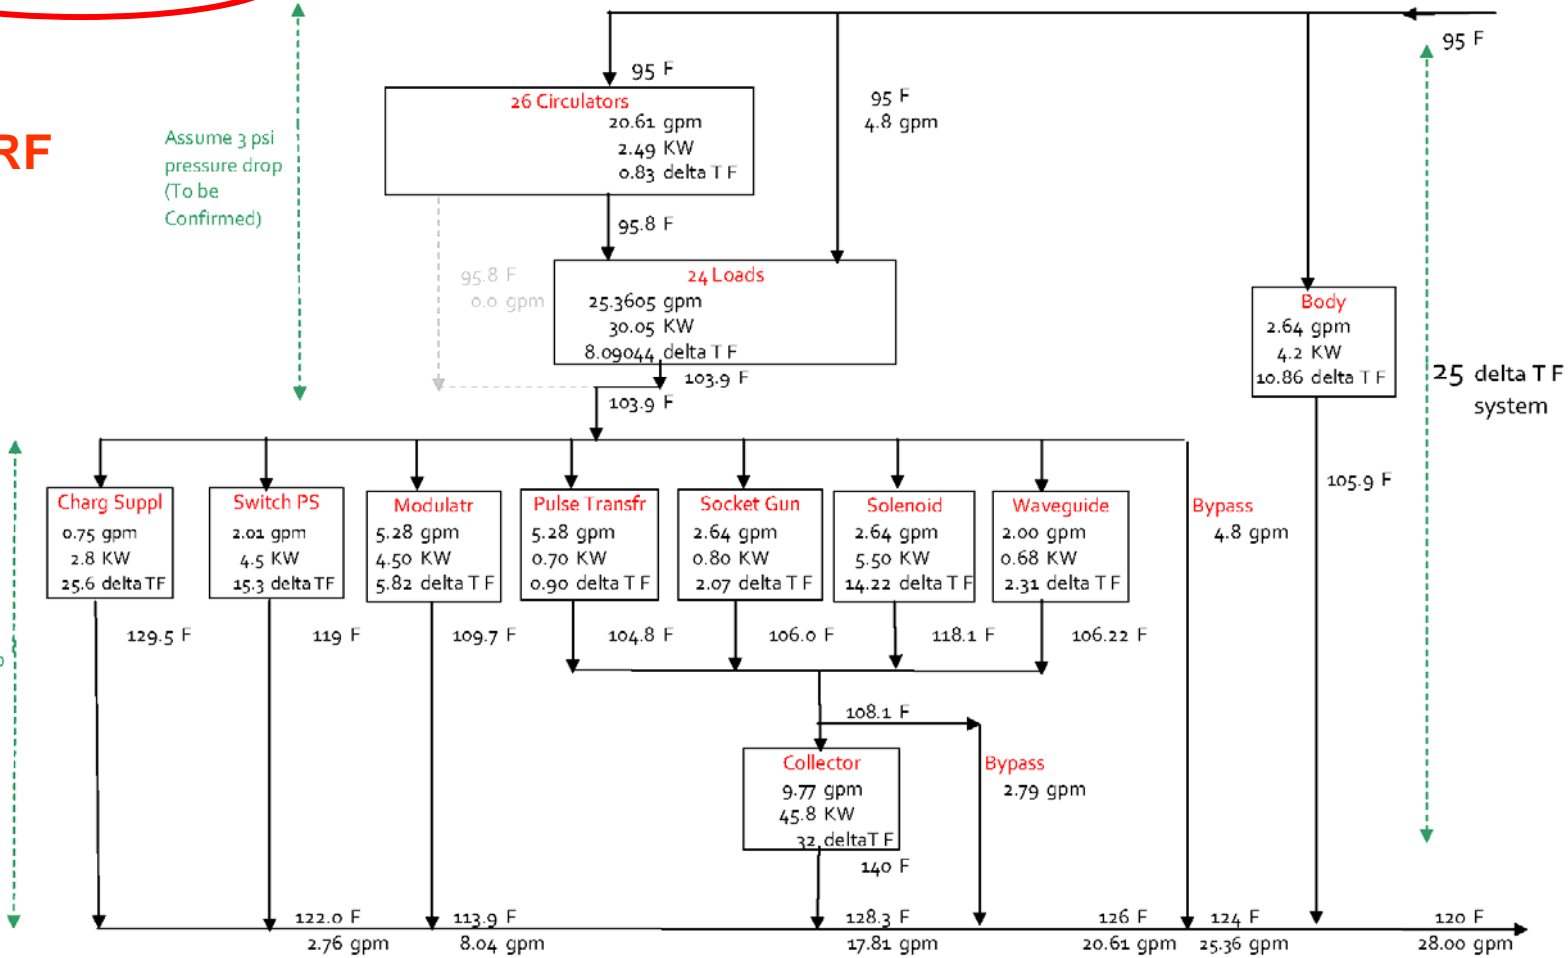 95 F
95 F
RF
Assume 3 psi
pressure drop
(To be
Confirmed)
26 Circulators
20.61 gpm
2.49 KW
0.83 delta T F
95 F
4.8 gpm
95.8 F
95.8 F
0.0 gpm
24 Loads
25.3605 gpm
30.05 KW
8.09044 delta T F
103.9 F
103.9 F
Body
2.64 gpm
4.2 KW
10.86 delta T F
25 delta T F
system
105.9 F
Charg Suppl
0.75 gpm
2.8 KW
25.6 delta TF
Switch PS
2.01 gpm
4.5 KW
15.3 delta TF
Modulatr
5.28 gpm
4.50 KW
5.82 delta T F
Pulse Transfr
5.28 gpm
0.70 KW
0.90 delta T F
Socket Gun
2.64 gpm
0.80 KW
2.07 delta T F
Solenoid
2.64 gpm
5.50 KW
14.22 delta T F
Waveguide
2.00 gpm
0.68 KW
2.31 delta T F
Bypass
4.8 gpm
129.5 F
119 F
109.7 F
104.8 F
106.0 F
118.1 F
106.22 F
108.1 F
Collector
9.77 gpm
45.8 KW
32 deltaT F
Bypass
2.79 gpm
140 F
122.0 F
113.9 F
128.3 F
126 F
124 F
120 F
2.76 gpm
8.04 gpm
17.81 gpm
20.61 gpm
25.36 gpm
28.00 gpm